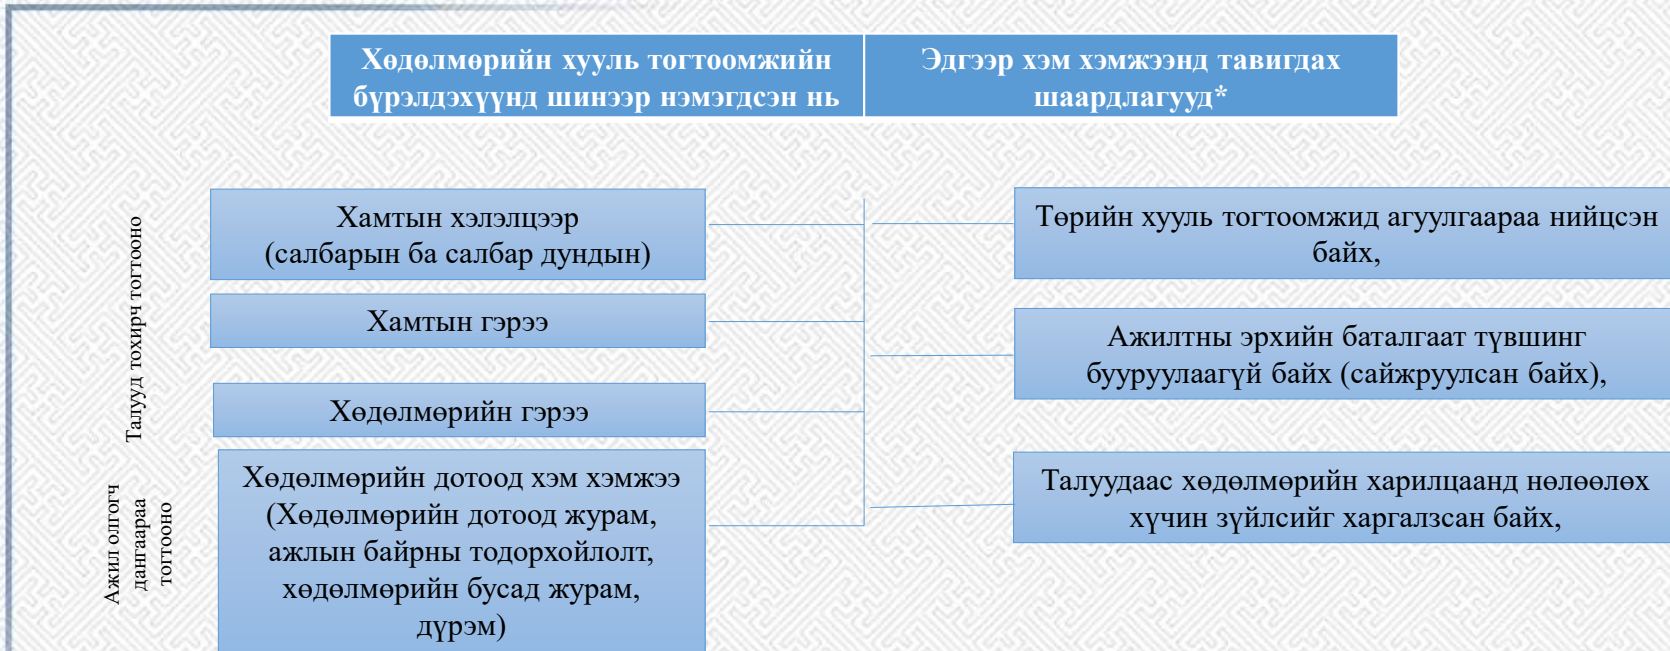 Хөдөлмөрийн хууль тогтоомжийн
бүрэлдэхүүнд шинээр нэмэгдсэн нь
Эдгээр хэм хэмжээнд тавигдах
шаардлагууд*
Талууд тохирч тогтооно
Хамтын хэлэлцээр
(салбарын ба салбар дундын)
Хамтын гэрээ
Хөдөлмөрийн гэрээ
Ажил олгогч
дангаараа
тогтооно
Хөдөлмөрийн дотоод хэм хэмжээ
(Хөдөлмөрийн дотоод журам,
ажлын байрны тодорхойлолт,
хөдөлмөрийн бусад журам,
дүрэм)
Төрийн хууль тогтоомжид агуулгаараа нийцсэн
байх,
Ажилтны эрхийн баталгаат түвшинг
бууруулаагүй байх (сайжруулсан байх),
Талуудаас хөдөлмөрийн харилцаанд нөлөөлөх
хүчин зүйлсийг харгалзсан байх,